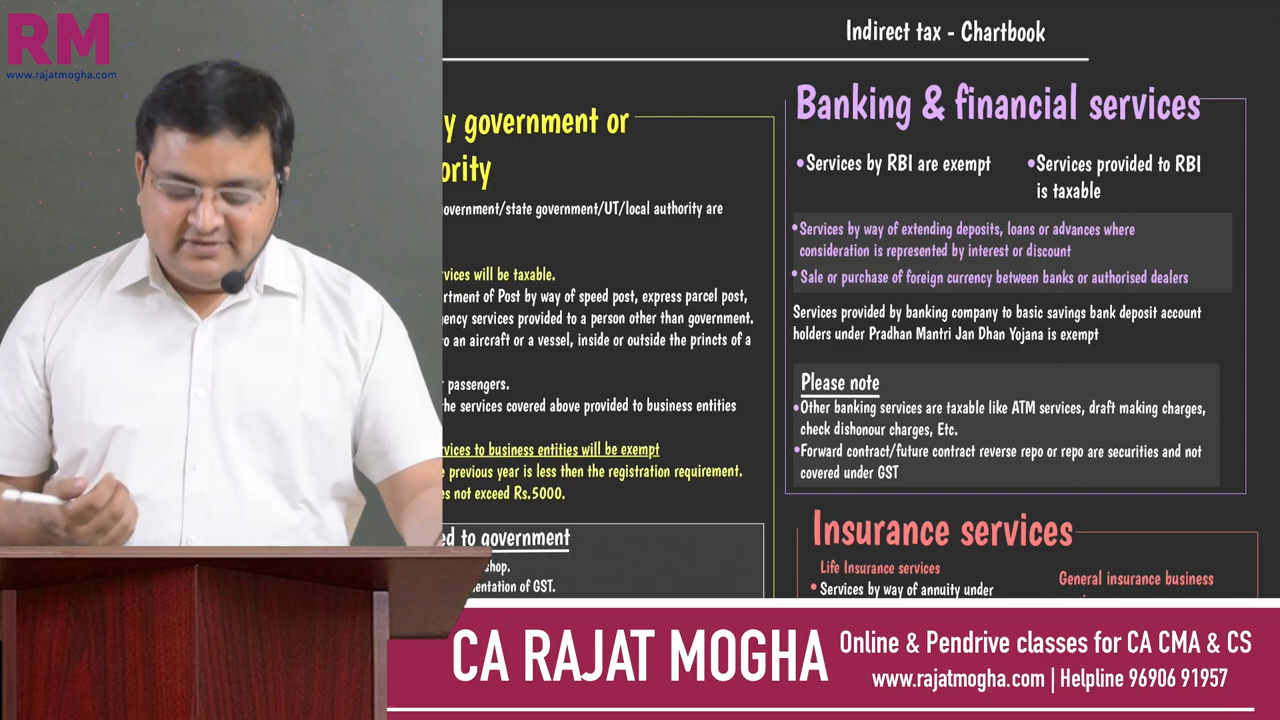 RM
www.rajatmogha.com
Indirect tax - Chartbook
y government or
ority
overnment/state government/UT/local authority are
vices will be taxable.
rtment of Post by way of speed post, express parcel post,
ency services provided to a person other than government.
o an aircraft or a vessel, inside or outside the princts of a
passengers.
he services covered above provided to business entities
vices to business entities will be exempt
e previous year is less then the registration requirement.
s not exceed Rs.5000.
ed to government
shop.
entation of GST.
Banking & financial services
•Services by RBI are exempt
•Services provided to RBI
is taxable
•Services by way of extending deposits, loans or advances where
consideration is represented by interest or discount
•Sale or purchase of foreign currency between banks or authorised dealers
Services provided by banking company to basic savings bank deposit account
holders under Pradhan Mantri Jan Dhan Yojana is exempt
Please note
•Other banking services are taxable like ATM services, draft making charges,
check dishonour charges, Etc.
•Forward contract/future contract reverse repo or repo are securities and not
covered under GST
Insurance services
Life Insurance services
•Services by way of annuity under
General insurance business
CA RAJAT MOGHA
Online & Pendrive classes for CA CMA & CS
www.rajatmogha.com | Helpline 96906 91957